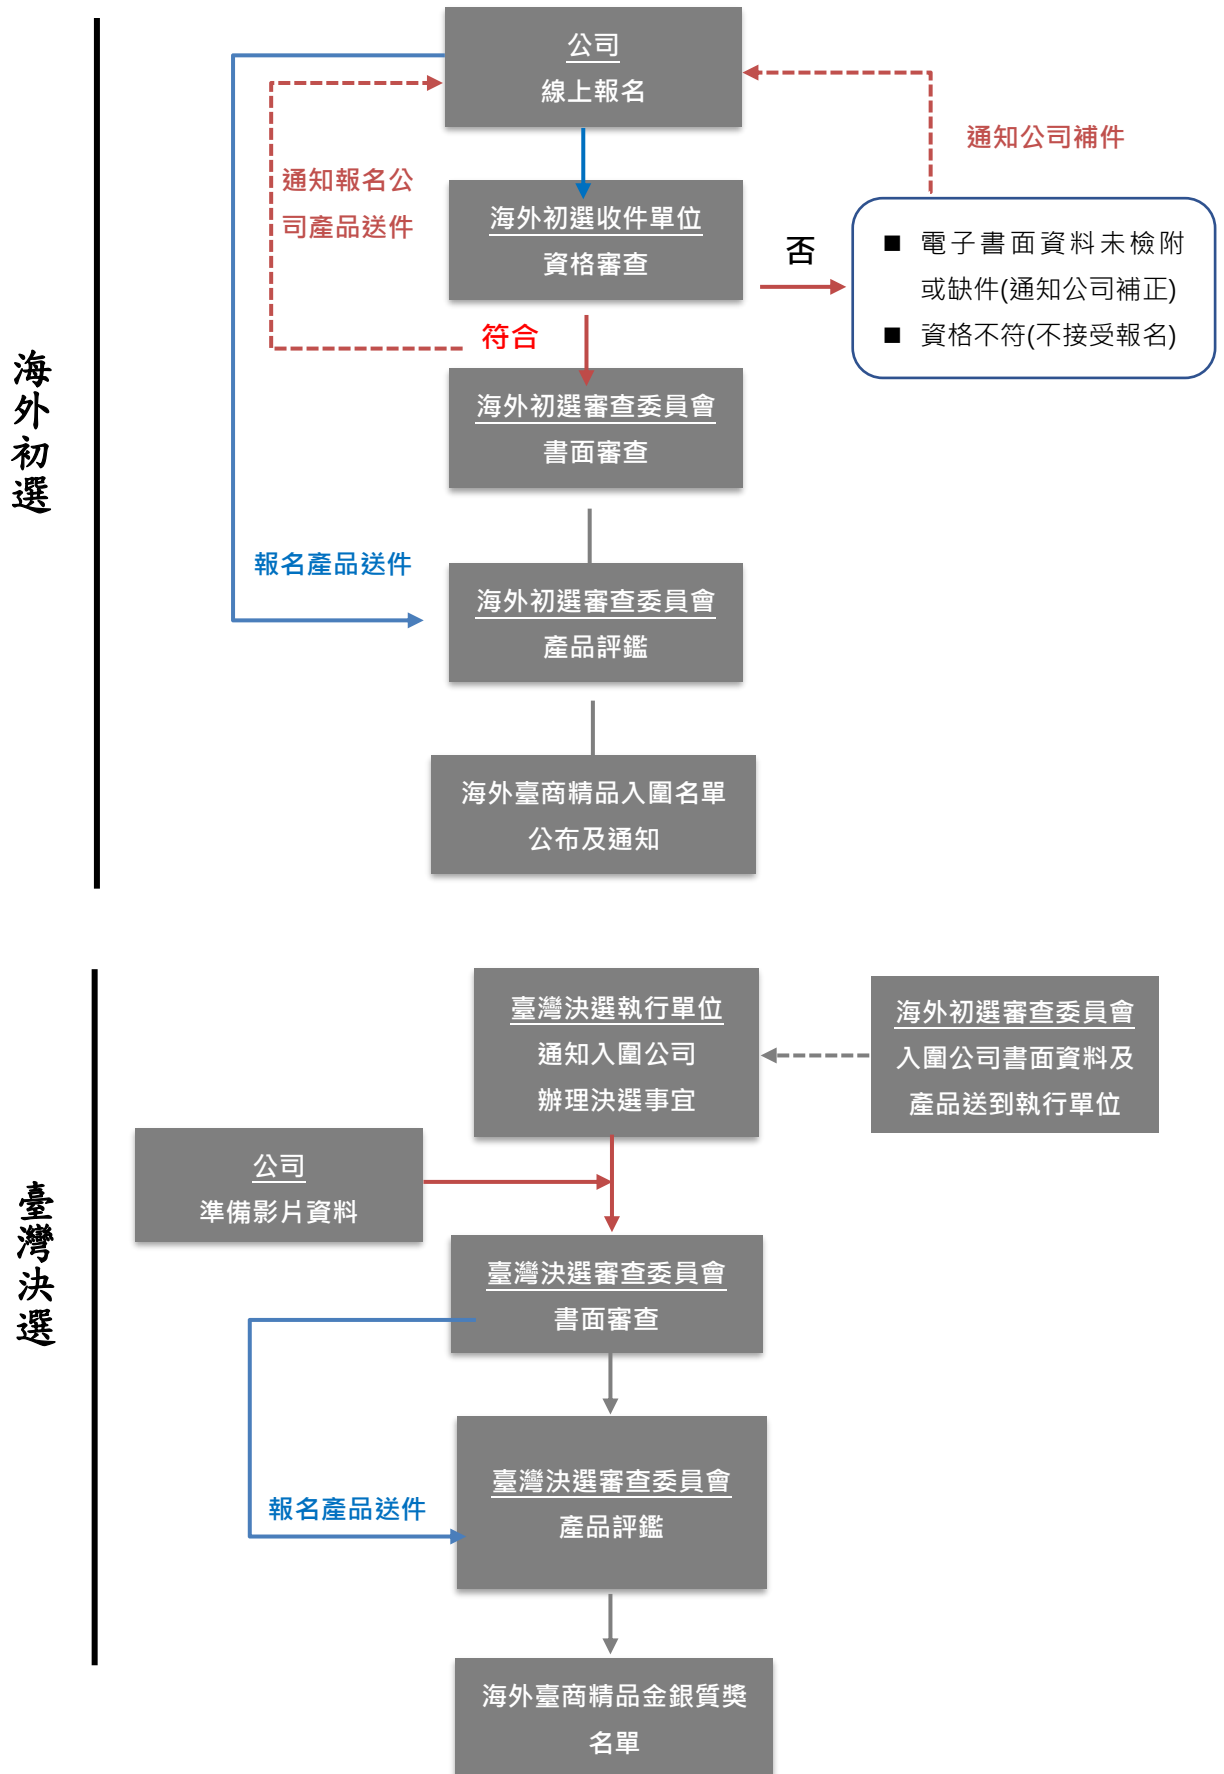 公司
線上報名
通知公司補件
通知報名公
司產品送件
海外初選收件單位
資格審查
否
電子書面資料未檢附
或缺件(通知公司補正)
資格不符(不接受報名)
符合
海外初選
海外初選審查委員會
書面審查
報名產品送件
海外初選審查委員會
產品評鑑
海外臺商精品入圍名單
公布及通知
臺灣決選執行單位
通知入圍公司
辦理決選事宜
海外初選審查委員會
入圍公司書面資料及
產品送到執行單位
公司
準備影片資料
臺灣決選
臺灣決選審查委員會
書面審查
報名產品送件
臺灣決選審查委員會
產品評鑑
海外臺商精品金銀質獎
名單